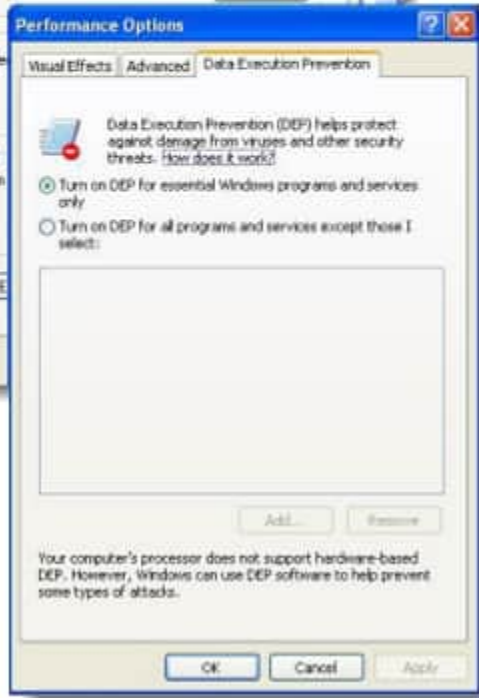 Performance Options
Visual Effects
Advanced
Data Execution Prevention
Data Execution Prevention (DEP) helps protect
against damage from viruses and other security
threats. How does it work?
Turn on DEP for essential Windows programs and services
only
Turn on DEP for all programs and services except those I
select:
Add...
Remove
Your computer's processor does not support hardware-based
DEP. However, Windows can use DEP software to help prevent
some types of attacks.
OK
Cancel
Apply